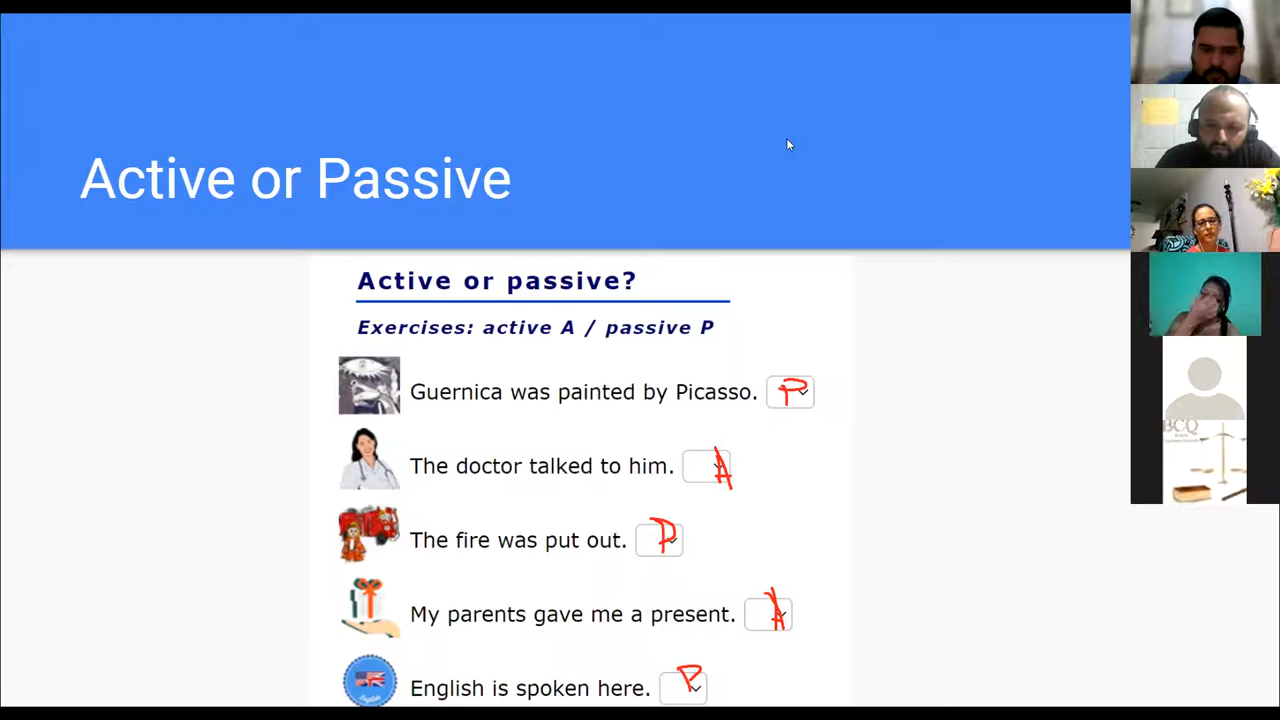 Active or Passive
Active or passive?
Exercises: active A / passive P
Guernica was painted by Picasso. P
The doctor talked to him. A
The fire was put out. P
My parents gave me a present. A
English is spoken here. P
BCQ